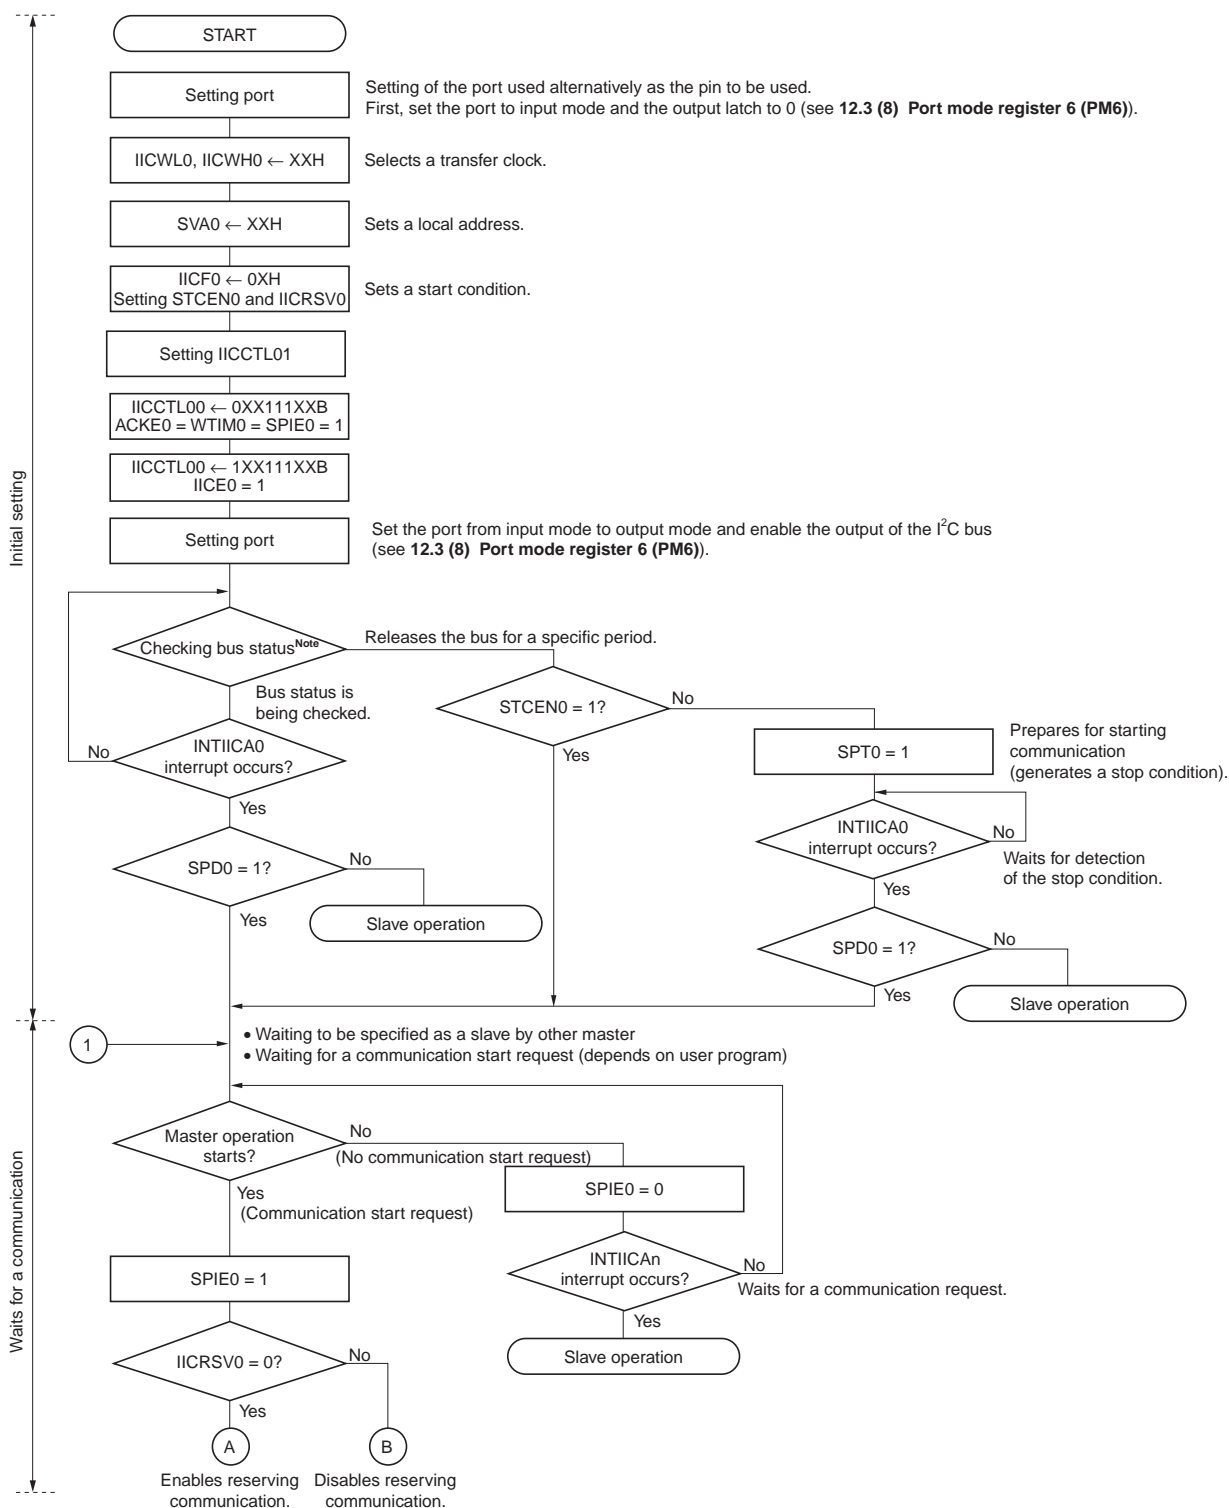 START
Setting port
Setting of the port used alternatively as the pin to be used.
First, set the port to input mode and the output latch to 0 (see 12.3 (8) Port mode register 6 (PM6)).
IICWL0, IICWH0 ← XXH
Selects a transfer clock.
SVA0 ← XXH
Sets a local address.
IICF0 ← 0XH
Setting STCEN0 and IICRSV0
Sets a start condition.
Setting IICCTL01
IICCTL00 ← 0XX111XXB
ACKE0 = WTIM0 = SPIE0 = 1
IICCTL00 ← 1XX111XXB
IICE0 = 1
Setting port
Set the port from input mode to output mode and enable the output of the I²C bus
(see 12.3 (8) Port mode register 6 (PM6)).
Initial setting
Checking bus status Note
Releases the bus for a specific period.
Bus status is
being checked.
STCEN0 = 1?
No
Yes
SPT0 = 1
Prepares for starting
communication
(generates a stop condition).
No
INTIICA0
interrupt occurs?
Yes
INTIICA0
interrupt occurs?
No
Waits for detection
of the stop condition.
Yes
SPD0 = 1?
No
Yes
Slave operation
SPD0 = 1?
No
Yes
Slave operation
1
• Waiting to be specified as a slave by other master
• Waiting for a communication start request (depends on user program)
Waits for a communication
Master operation
starts?
No
(No communication start request)
Yes
(Communication start request)
SPIE0 = 0
SPIE0 = 1
INTIICAn
interrupt occurs?
No
Waits for a communication request.
Yes
Slave operation
IICRSV0 = 0?
No
Yes
A
B
Enables reserving
communication.
Disables reserving
communication.